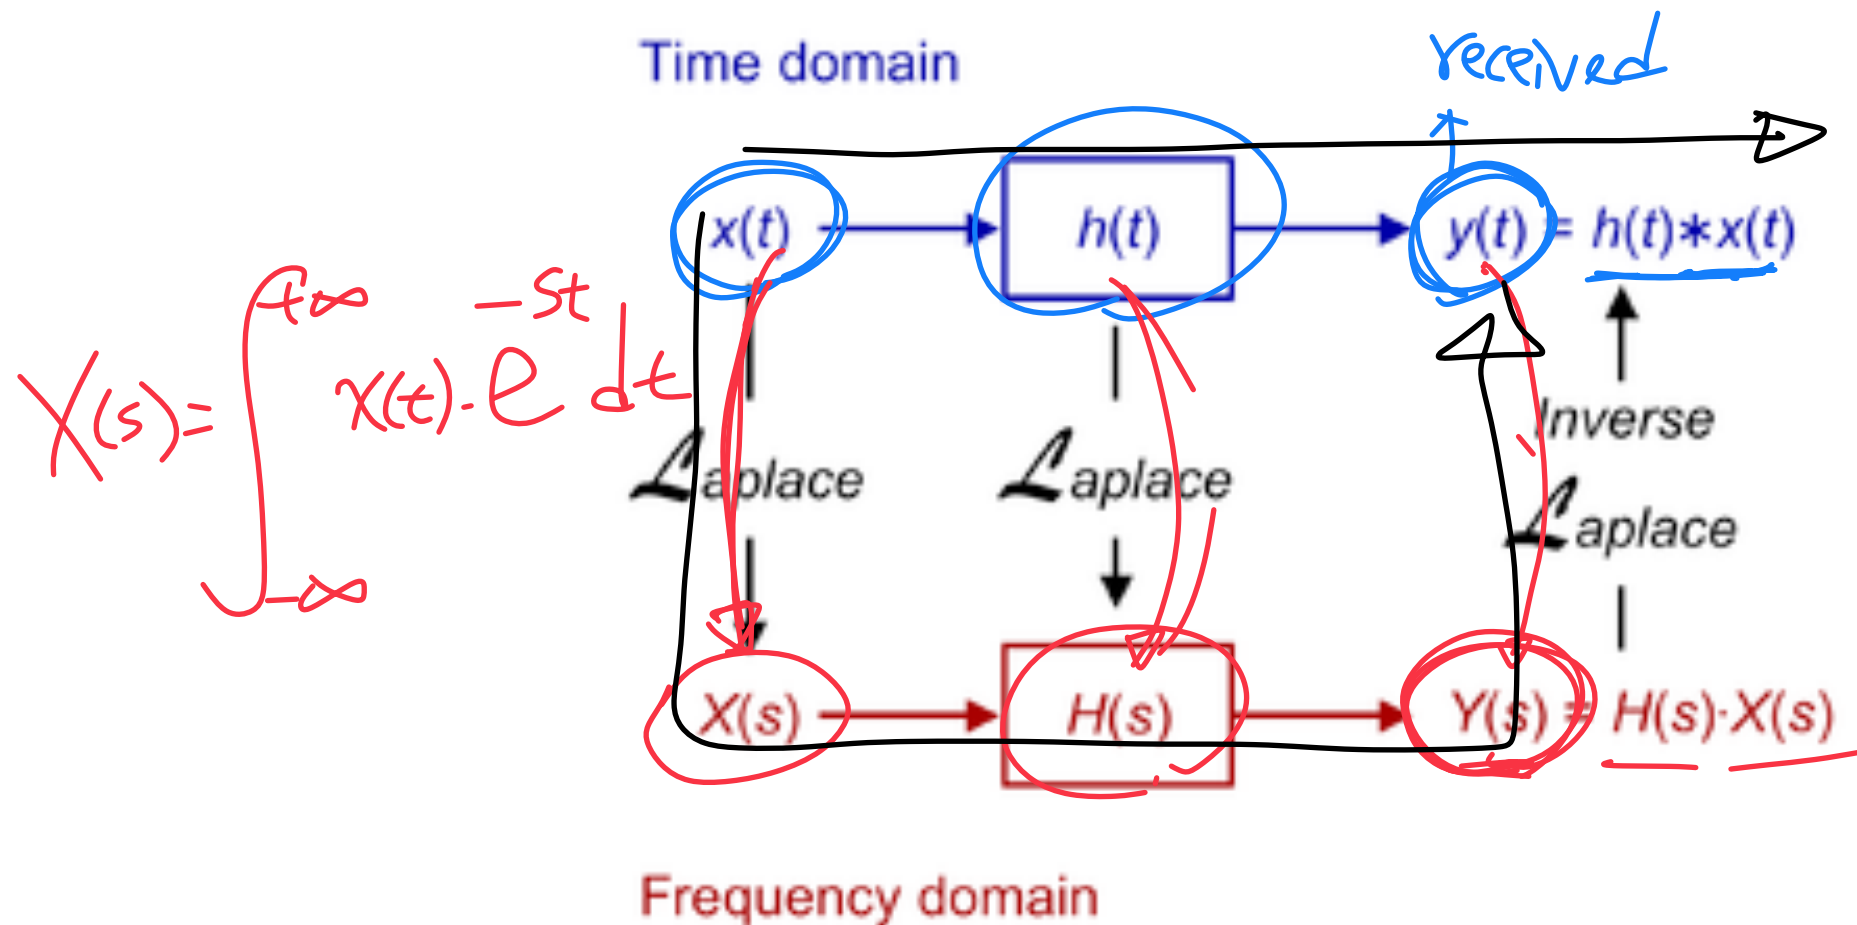 Time domain
received
x(t)
h(t)
y(t) = h(t)∗x(t)
X(s) = ∫_{-∞}^{+∞} x(t)·e^{-st} dt
Laplace
Laplace
Inverse
Laplace
X(s)
H(s)
Y(s) = H(s)·X(s)
Frequency domain